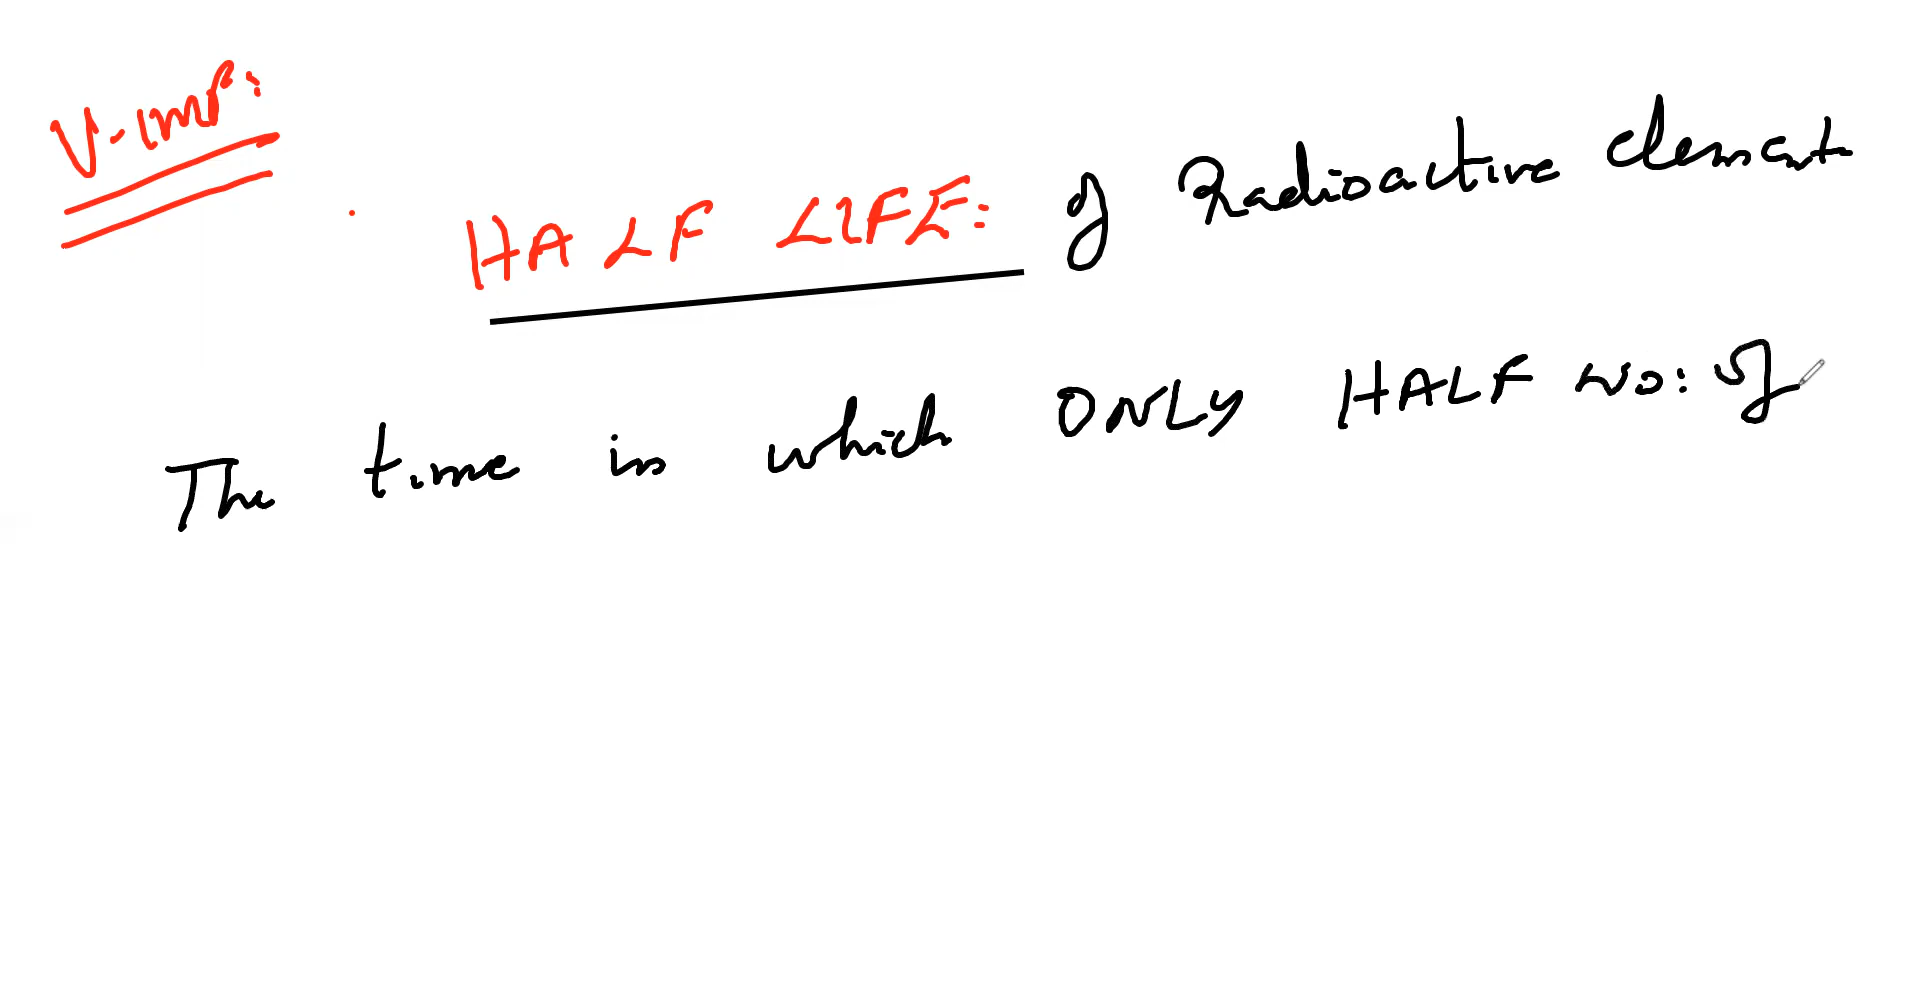 V-imp:
HALF LIFE: of Radioactive element
The time in which ONLY HALF NO: of